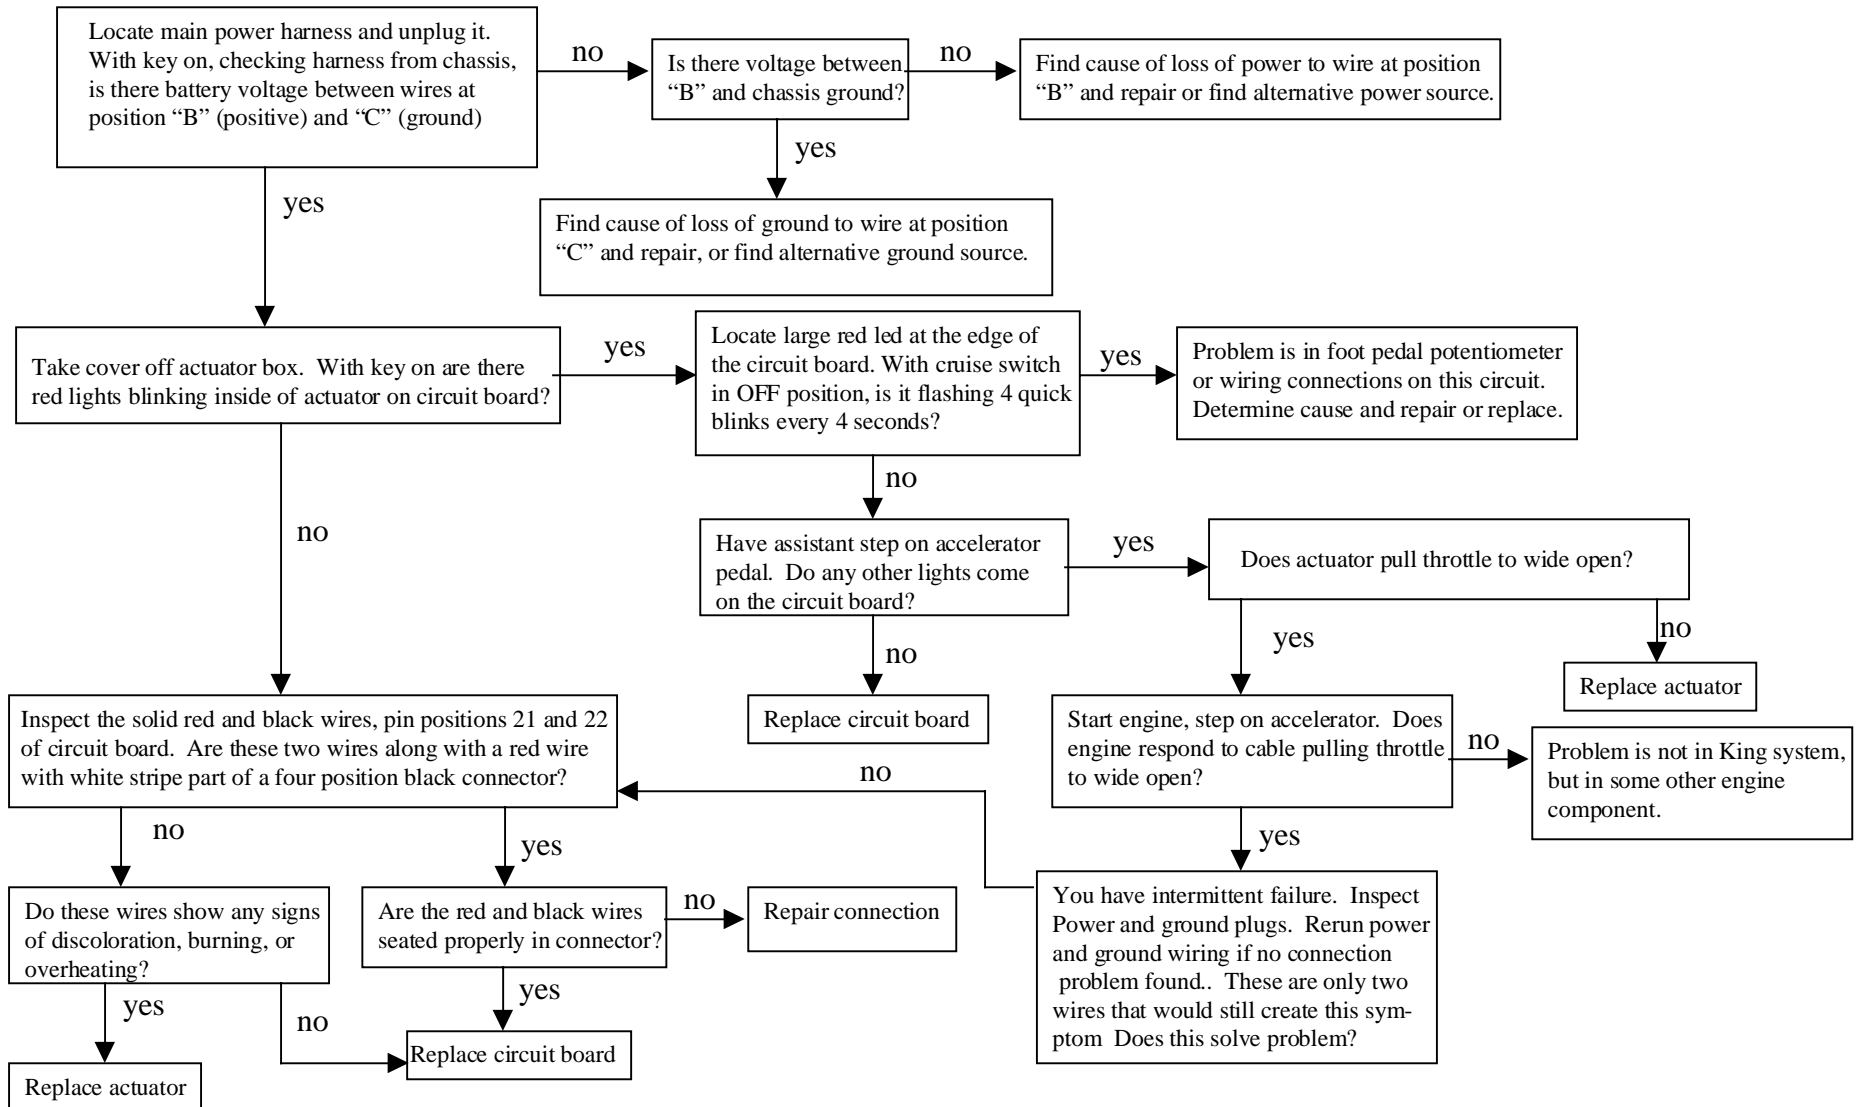 Locate main power harness and unplug it.
With key on, checking harness from chassis,
is there battery voltage between wires at
position “B” (positive) and “C” (ground)
no
Is there voltage between
“B” and chassis ground?
no
Find cause of loss of power to wire at position
“B” and repair or find alternative power source.
yes
yes
Find cause of loss of ground to wire at position
“C” and repair, or find alternative ground source.
Take cover off actuator box. With key on are there
red lights blinking inside of actuator on circuit board?
yes
Locate large red led at the edge of
the circuit board. With cruise switch
in OFF position, is it flashing 4 quick
blinks every 4 seconds?
yes
Problem is in foot pedal potentiometer
or wiring connections on this circuit.
Determine cause and repair or replace.
no
no
Have assistant step on accelerator
pedal. Do any other lights come
on the circuit board?
yes
Does actuator pull throttle to wide open?
no
yes
no
Replace actuator
Replace circuit board
Inspect the solid red and black wires, pin positions 21 and 22
of circuit board. Are these two wires along with a red wire
with white stripe part of a four position black connector?
no
Start engine, step on accelerator. Does
engine respond to cable pulling throttle
to wide open?
no
Problem is not in King system,
but in some other engine
component.
no
yes
yes
Do these wires show any signs
of discoloration, burning, or
overheating?
Are the red and black wires
seated properly in connector?
no
Repair connection
You have intermittent failure. Inspect
Power and ground plugs. Rerun power
and ground wiring if no connection
problem found.. These are only two
wires that would still create this sym-
ptom Does this solve problem?
yes
no
yes
Replace circuit board
Replace actuator